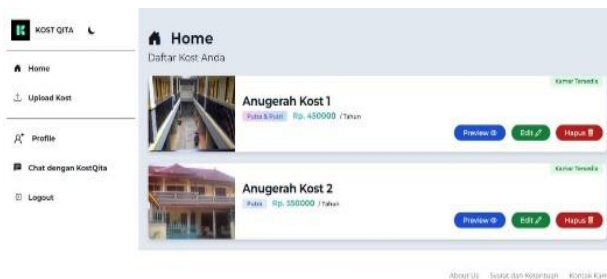 KOST QITA
Home
Upload Kost
Profile
Chat dengan KostQita
Logout
Home
Daftar Kost Anda
Kamar Tersedia
Anugerah Kost 1
Putra & Putri Rp. 450000 /Tahun
Preview Edit Hapus
Kamar Tersedia
Anugerah Kost 2
Putra Rp. 550000 /Tahun
Preview Edit Hapus
About Us Syarat dan Ketentuan Kontak Kami